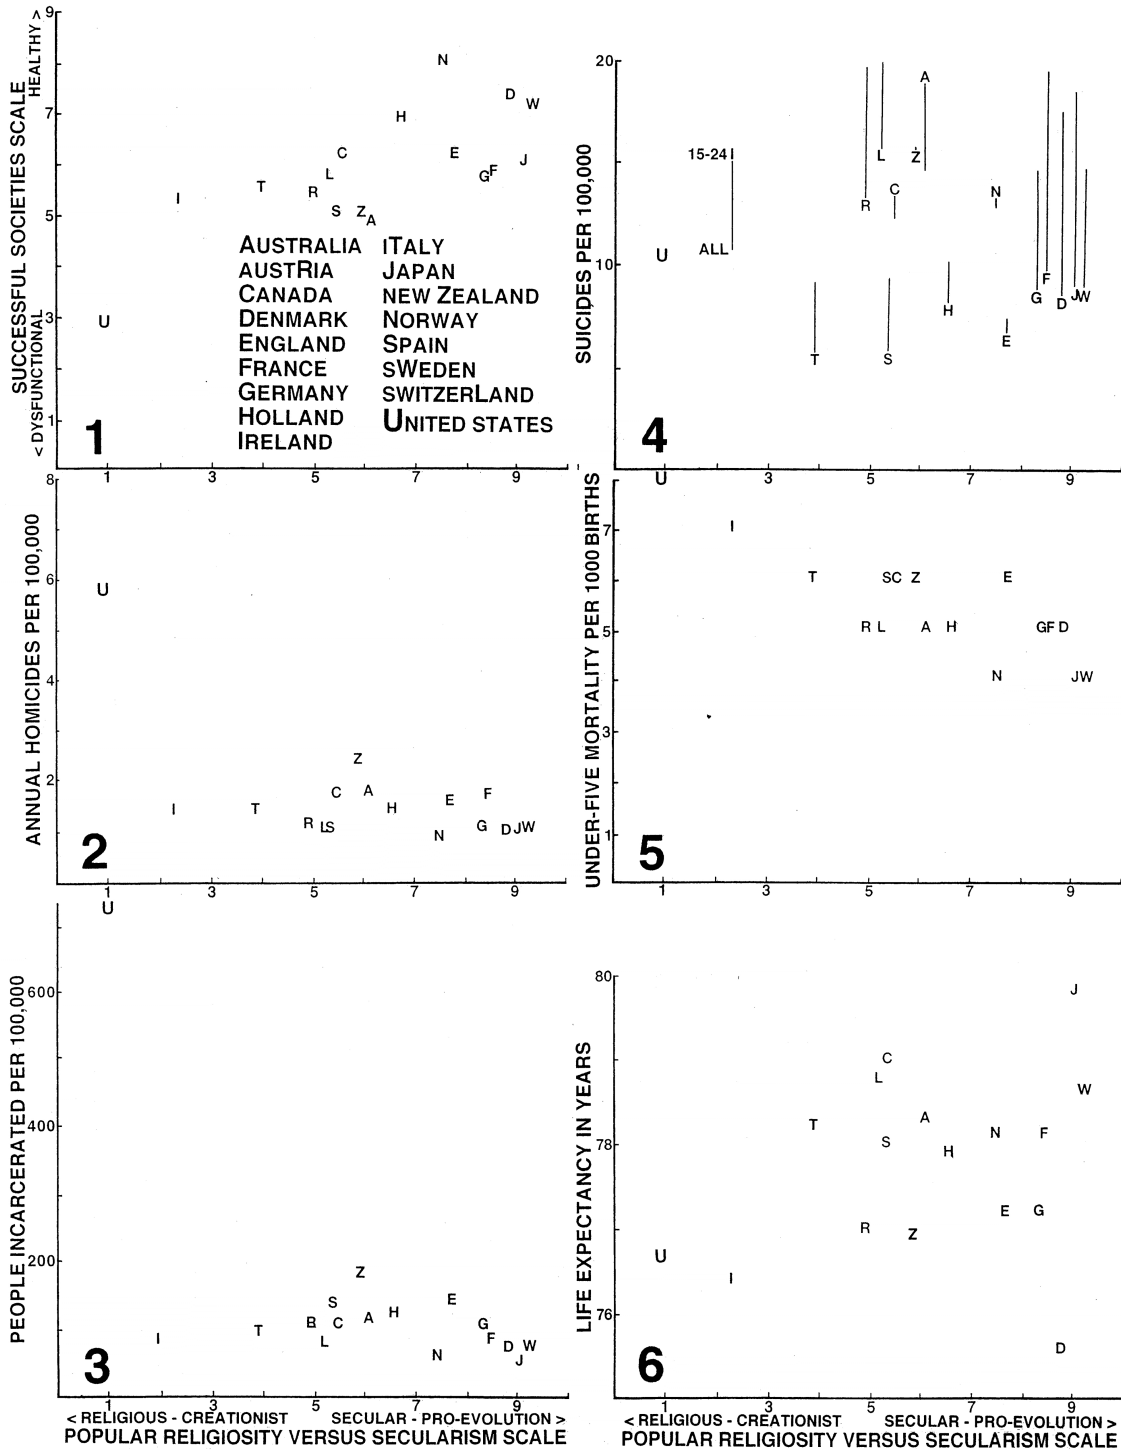 SUCCESSFUL SOCIETIES SCALE
< DYSFUNCTIONAL
HEALTHY >
9
7
5
3
1
N
D
W
H
C
E
J
L
F
G
T
R
I
S
Z
A
U
AUSTRALIA
AUSTRIA
CANADA
DENMARK
ENGLAND
FRANCE
GERMANY
HOLLAND
IRELAND
ITALY
JAPAN
NEW ZEALAND
NORWAY
SPAIN
SWEDEN
SWITZERLAND
UNITED STATES
1
1 3 5 7 9
SUICIDES PER 100,000
20
10
A
15-24 I
L
Z
C
N
R
I
ALL
U
F
G
D
J
W
H
E
T
S
4
U 3 5 7 9
ANNUAL HOMICIDES PER 100,000
8
6
4
2
U
Z
C
A
E
F
I
T
H
R
LS
G
N
D
J
W
2
1 3 5 7 9
UNDER-FIVE MORTALITY PER 1000 BIRTHS
7
5
3
1
I
T
SC
Z
E
R
L
A
H
GF
D
N
JW
5
1 3 5 7 9
PEOPLE INCARCERATED PER 100,000
600
400
200
U
Z
S
E
H
A
R
C
G
T
I
L
F
D
W
N
J
3
1 3 5 7 9
< RELIGIOUS - CREATIONIST SECULAR - PRO-EVOLUTION >
POPULAR RELIGIOSITY VERSUS SECULARISM SCALE
LIFE EXPECTANCY IN YEARS
80
78
76
J
C
L
W
A
T
N
F
S
H
E
G
R
Z
U
I
D
6
1 3 5 7 9
< RELIGIOUS - CREATIONIST SECULAR - PRO-EVOLUTION >
POPULAR RELIGIOSITY VERSUS SECULARISM SCALE